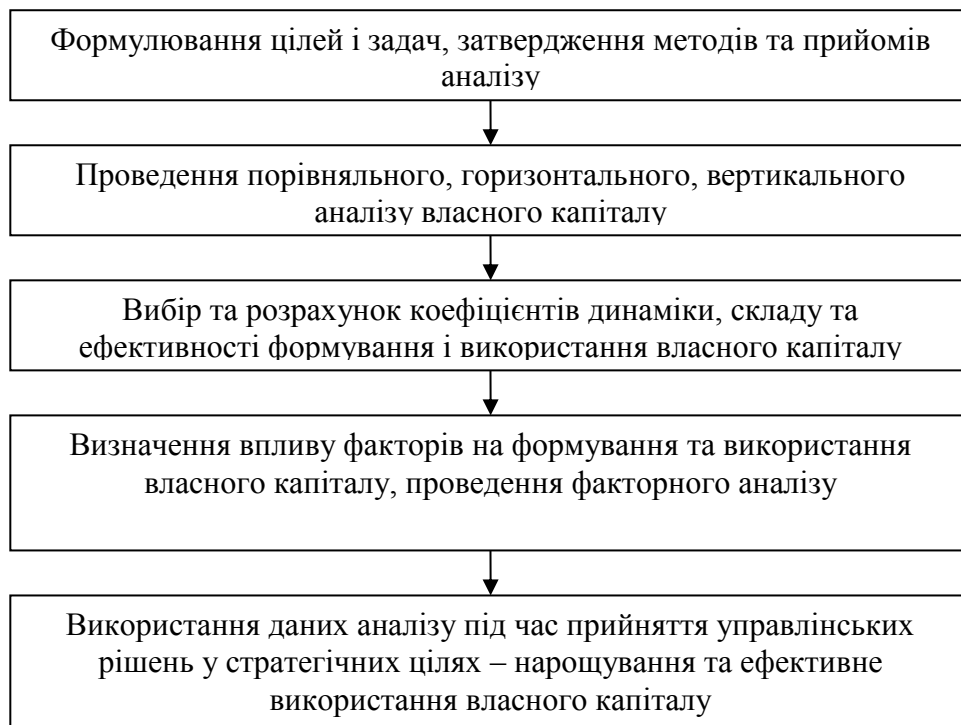 Формулювання цілей і задач, затвердження методів та прийомів
аналізу
Проведення порівняльного, горизонтального, вертикального
аналізу власного капіталу
Вибір та розрахунок коефіцієнтів динаміки, складу та
ефективності формування і використання власного капіталу
Визначення впливу факторів на формування та використання
власного капіталу, проведення факторного аналізу
Використання даних аналізу під час прийняття управлінських
рішень у стратегічних цілях – нарощування та ефективне
використання власного капіталу